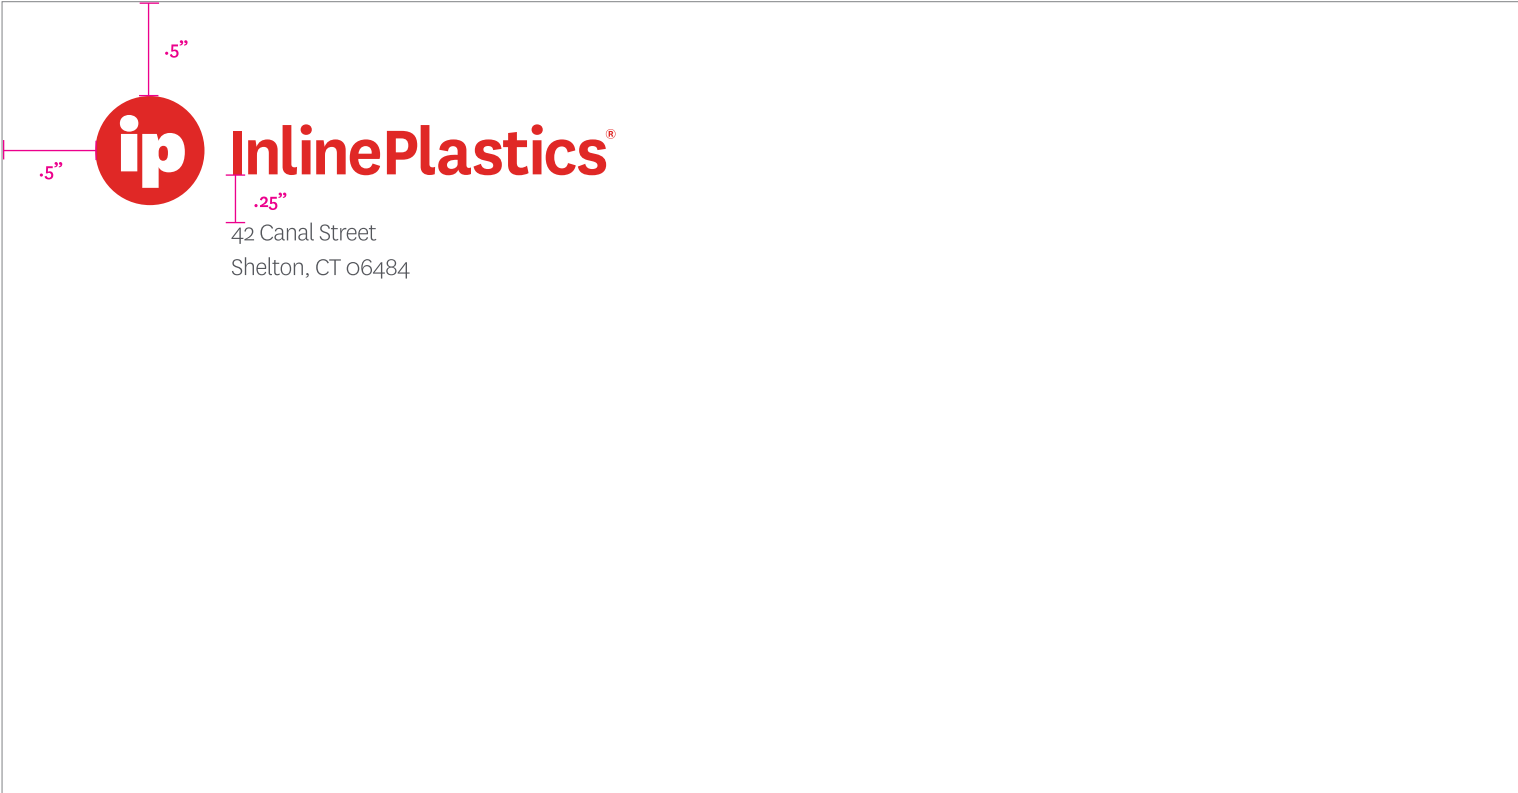 .5”
ip
InlinePlastics®
.5”
.25”
42 Canal Street
Shelton, CT 06484